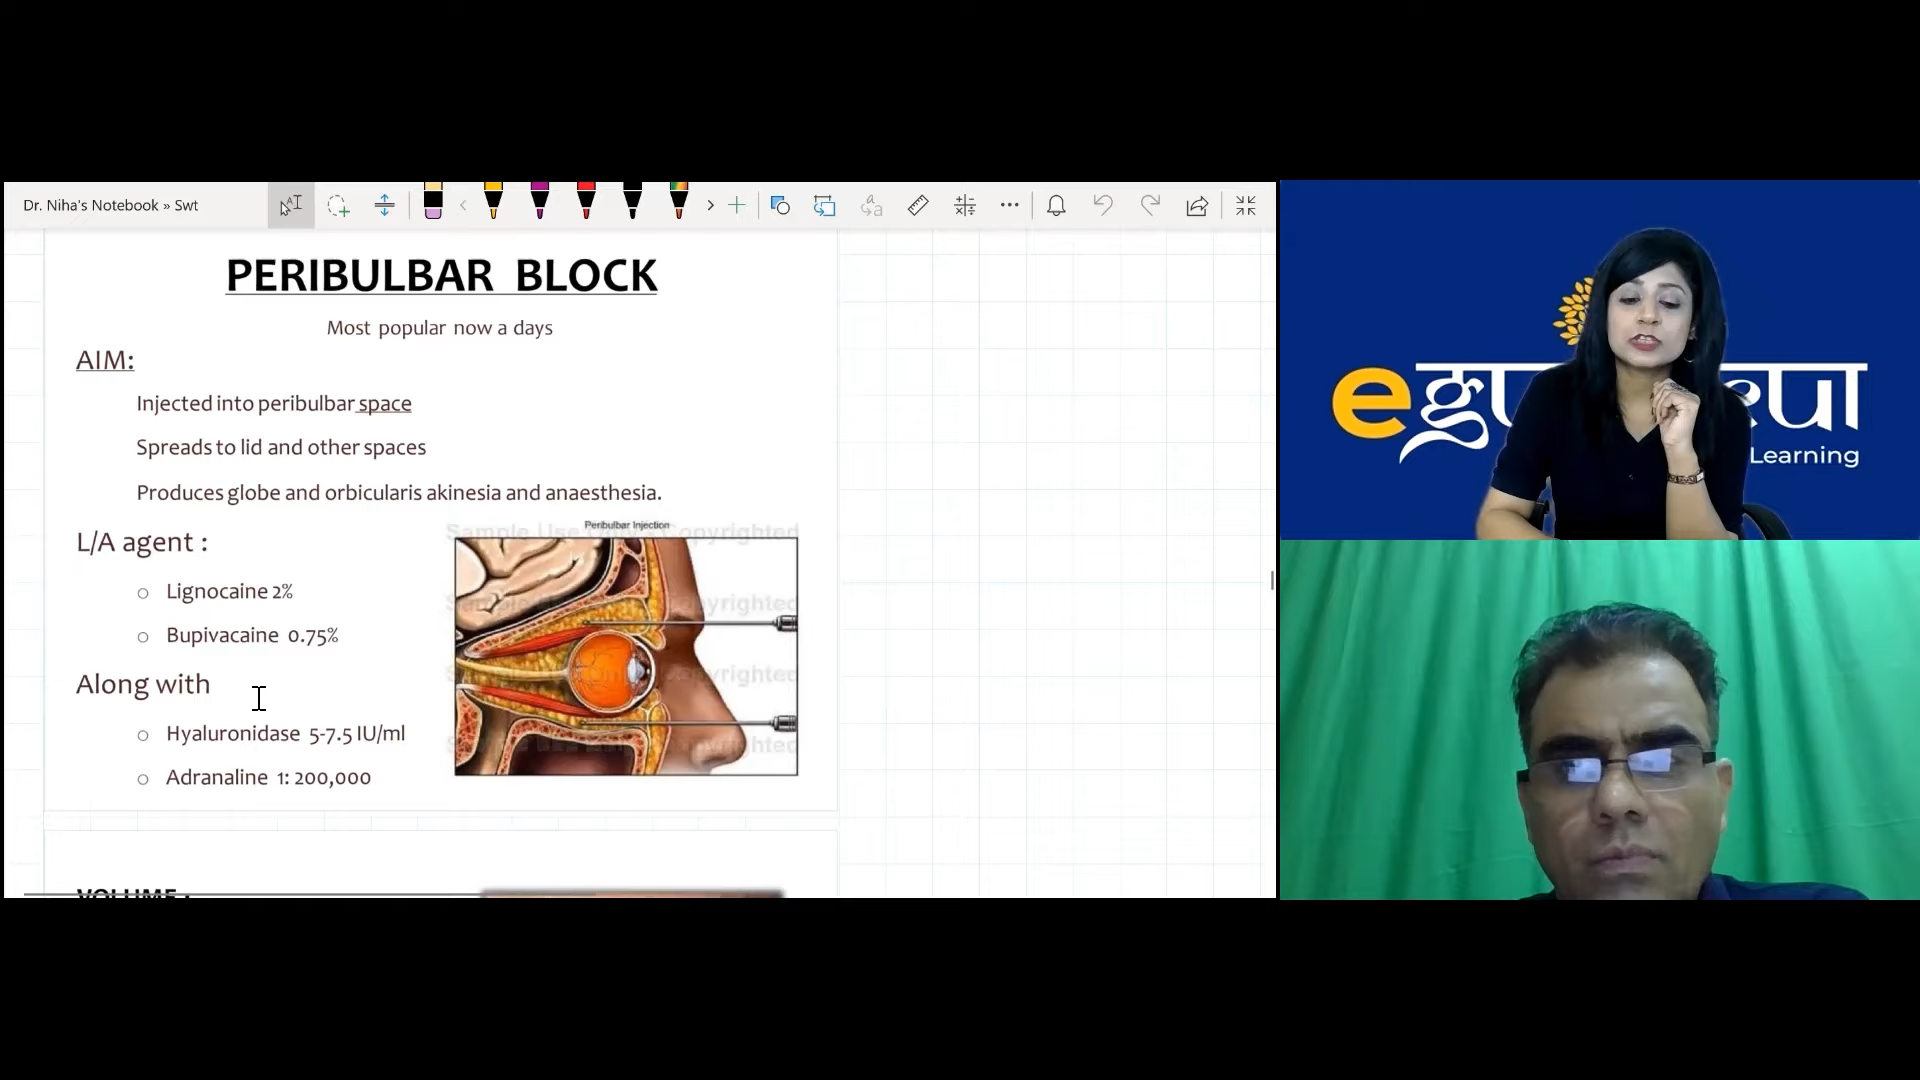 Dr. Niha's Notebook » Swt
PERIBULBAR BLOCK
Most popular now a days
AIM:
Injected into peribulbar space
Spreads to lid and other spaces
Produces globe and orbicularis akinesia and anaesthesia.
L/A agent :
Lignocaine 2%
Bupivacaine 0.75%
Along with
Hyaluronidase 5-7.5 IU/ml
Adranaline 1: 200,000
Peribulbar Injection
VOLUME :
Learning